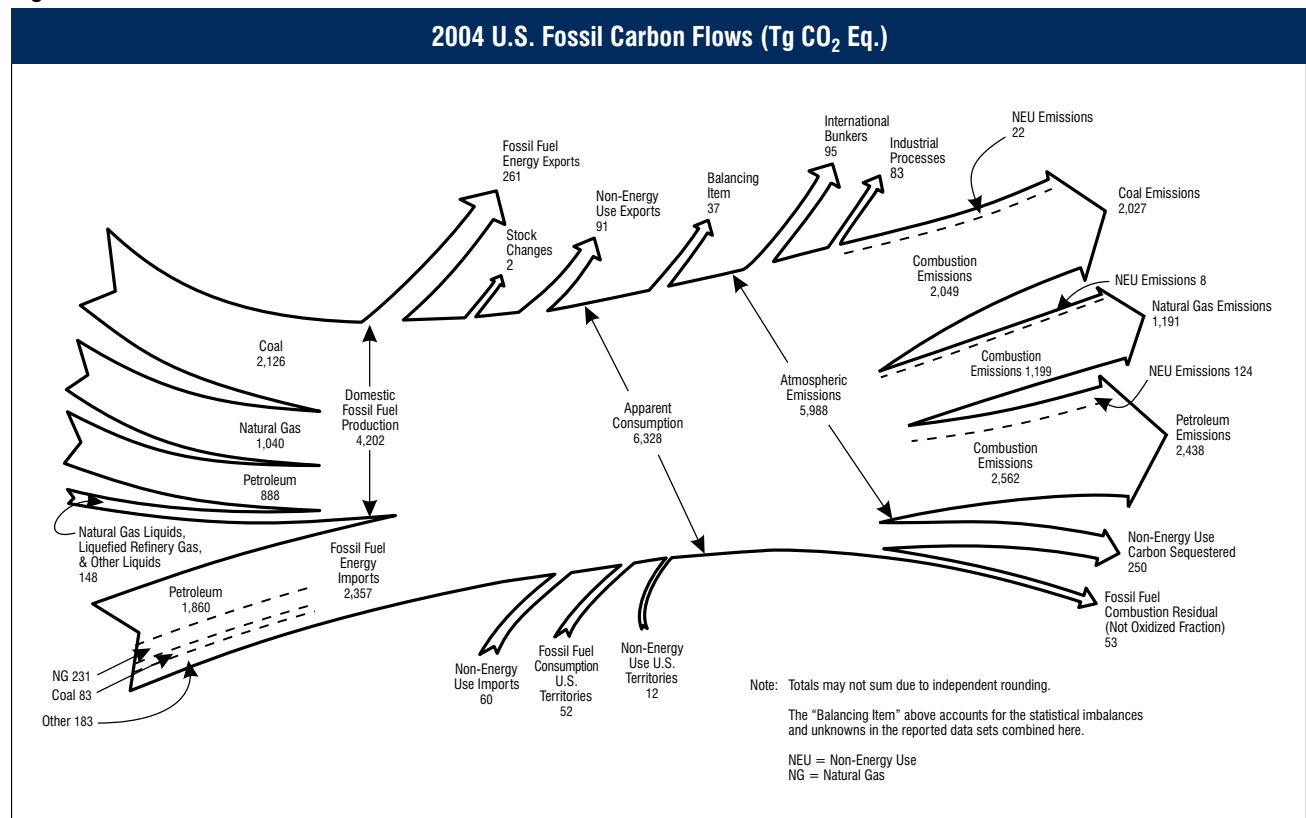 2004 U.S. Fossil Carbon Flows (Tg CO₂ Eq.)
Fossil Fuel
Energy Exports
261
Stock
Changes
2
Non-Energy
Use Exports
91
Balancing
Item
37
International
Bunkers
95
Industrial
Processes
83
NEU Emissions
22
Coal Emissions
2,027
Combustion
Emissions
2,049
NEU Emissions 8
Natural Gas Emissions
1,191
Combustion
Emissions 1,199
NEU Emissions 124
Petroleum
Emissions
2,438
Combustion
Emissions
2,562
Coal
2,126
Natural Gas
1,040
Petroleum
888
Natural Gas Liquids,
Liquefied Refinery Gas,
& Other Liquids
148
Domestic
Fossil Fuel
Production
4,202
Apparent
Consumption
6,328
Atmospheric
Emissions
5,988
Fossil Fuel
Energy
Imports
2,357
Petroleum
1,860
NG 231
Coal 83
Other 183
Non-Energy
Use Imports
60
Fossil Fuel
Consumption
U.S.
Territories
52
Non-Energy
Use U.S.
Territories
12
Non-Energy Use
Carbon Sequestered
250
Fossil Fuel
Combustion Residual
(Not Oxidized Fraction)
53
Note: Totals may not sum due to independent rounding.
The “Balancing Item” above accounts for the statistical imbalances
and unknowns in the reported data sets combined here.
NEU = Non-Energy Use
NG = Natural Gas